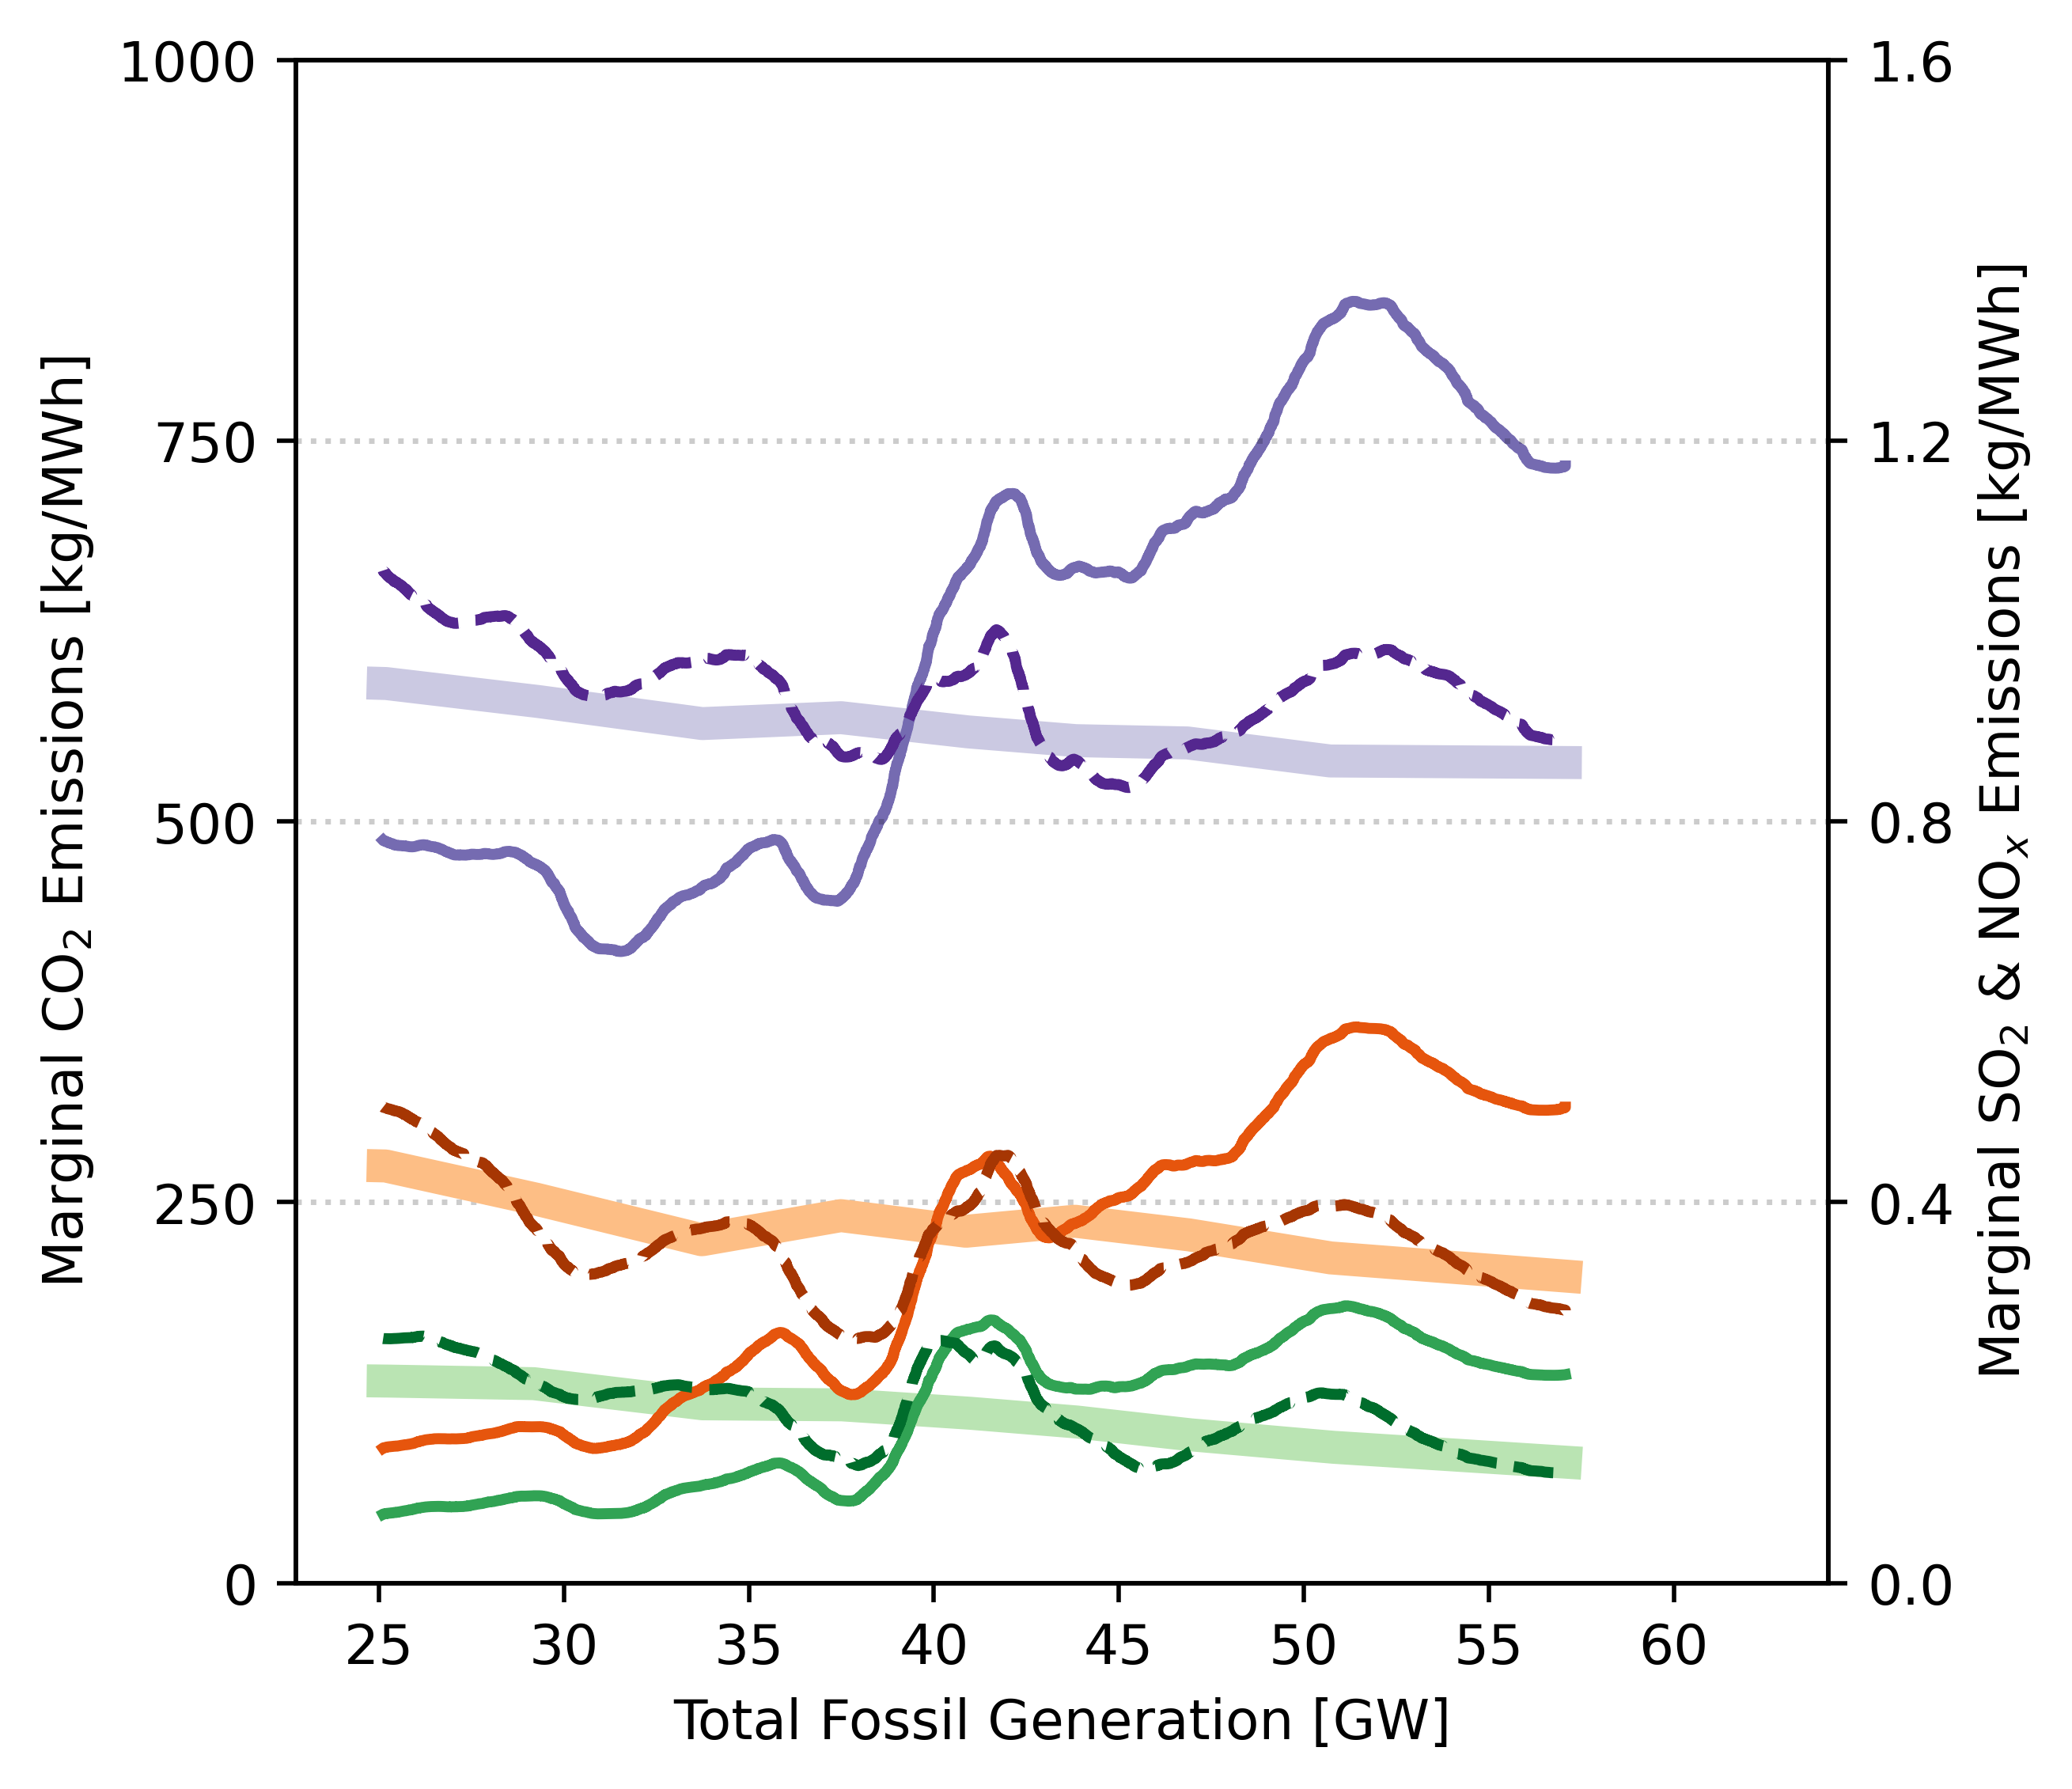 1000
750
500
250
0
Marginal CO₂ Emissions [kg/MWh]
1.6
1.2
0.8
0.4
0.0
Marginal SO₂ & NOₓ Emissions [kg/MWh]
25 30 35 40 45 50 55 60
Total Fossil Generation [GW]